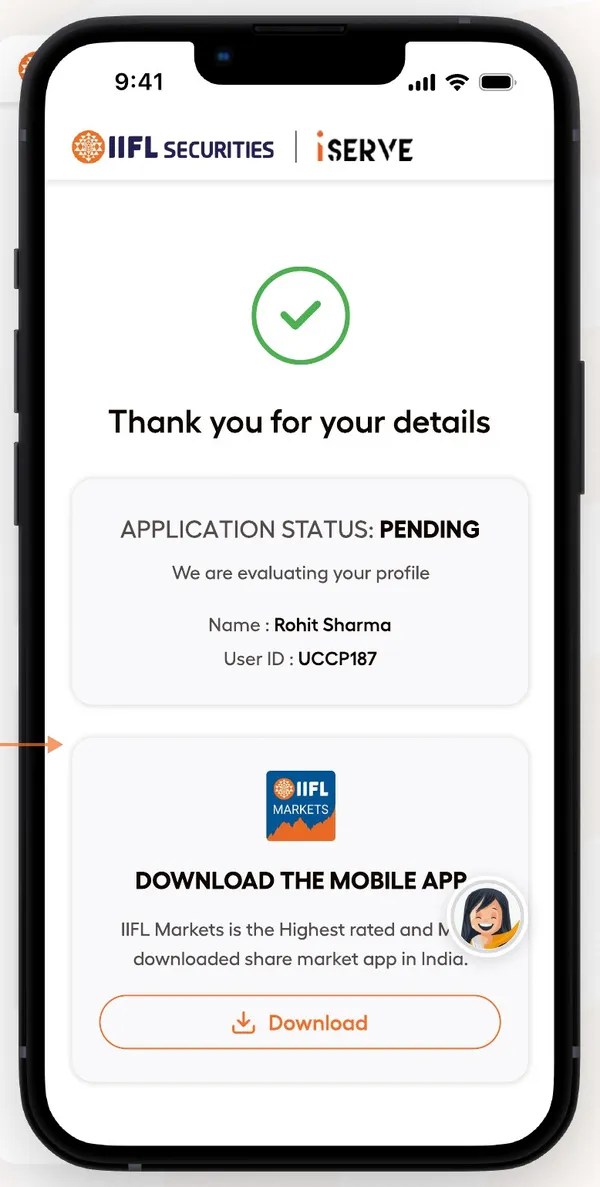 9:41
IIFL SECURITIES | iSERVE
Thank you for your details
APPLICATION STATUS: PENDING
We are evaluating your profile
Name : Rohit Sharma
User ID : UCCP187
IIFL
MARKETS
DOWNLOAD THE MOBILE APP
IIFL Markets is the Highest rated and
downloaded share market app in India.
Download